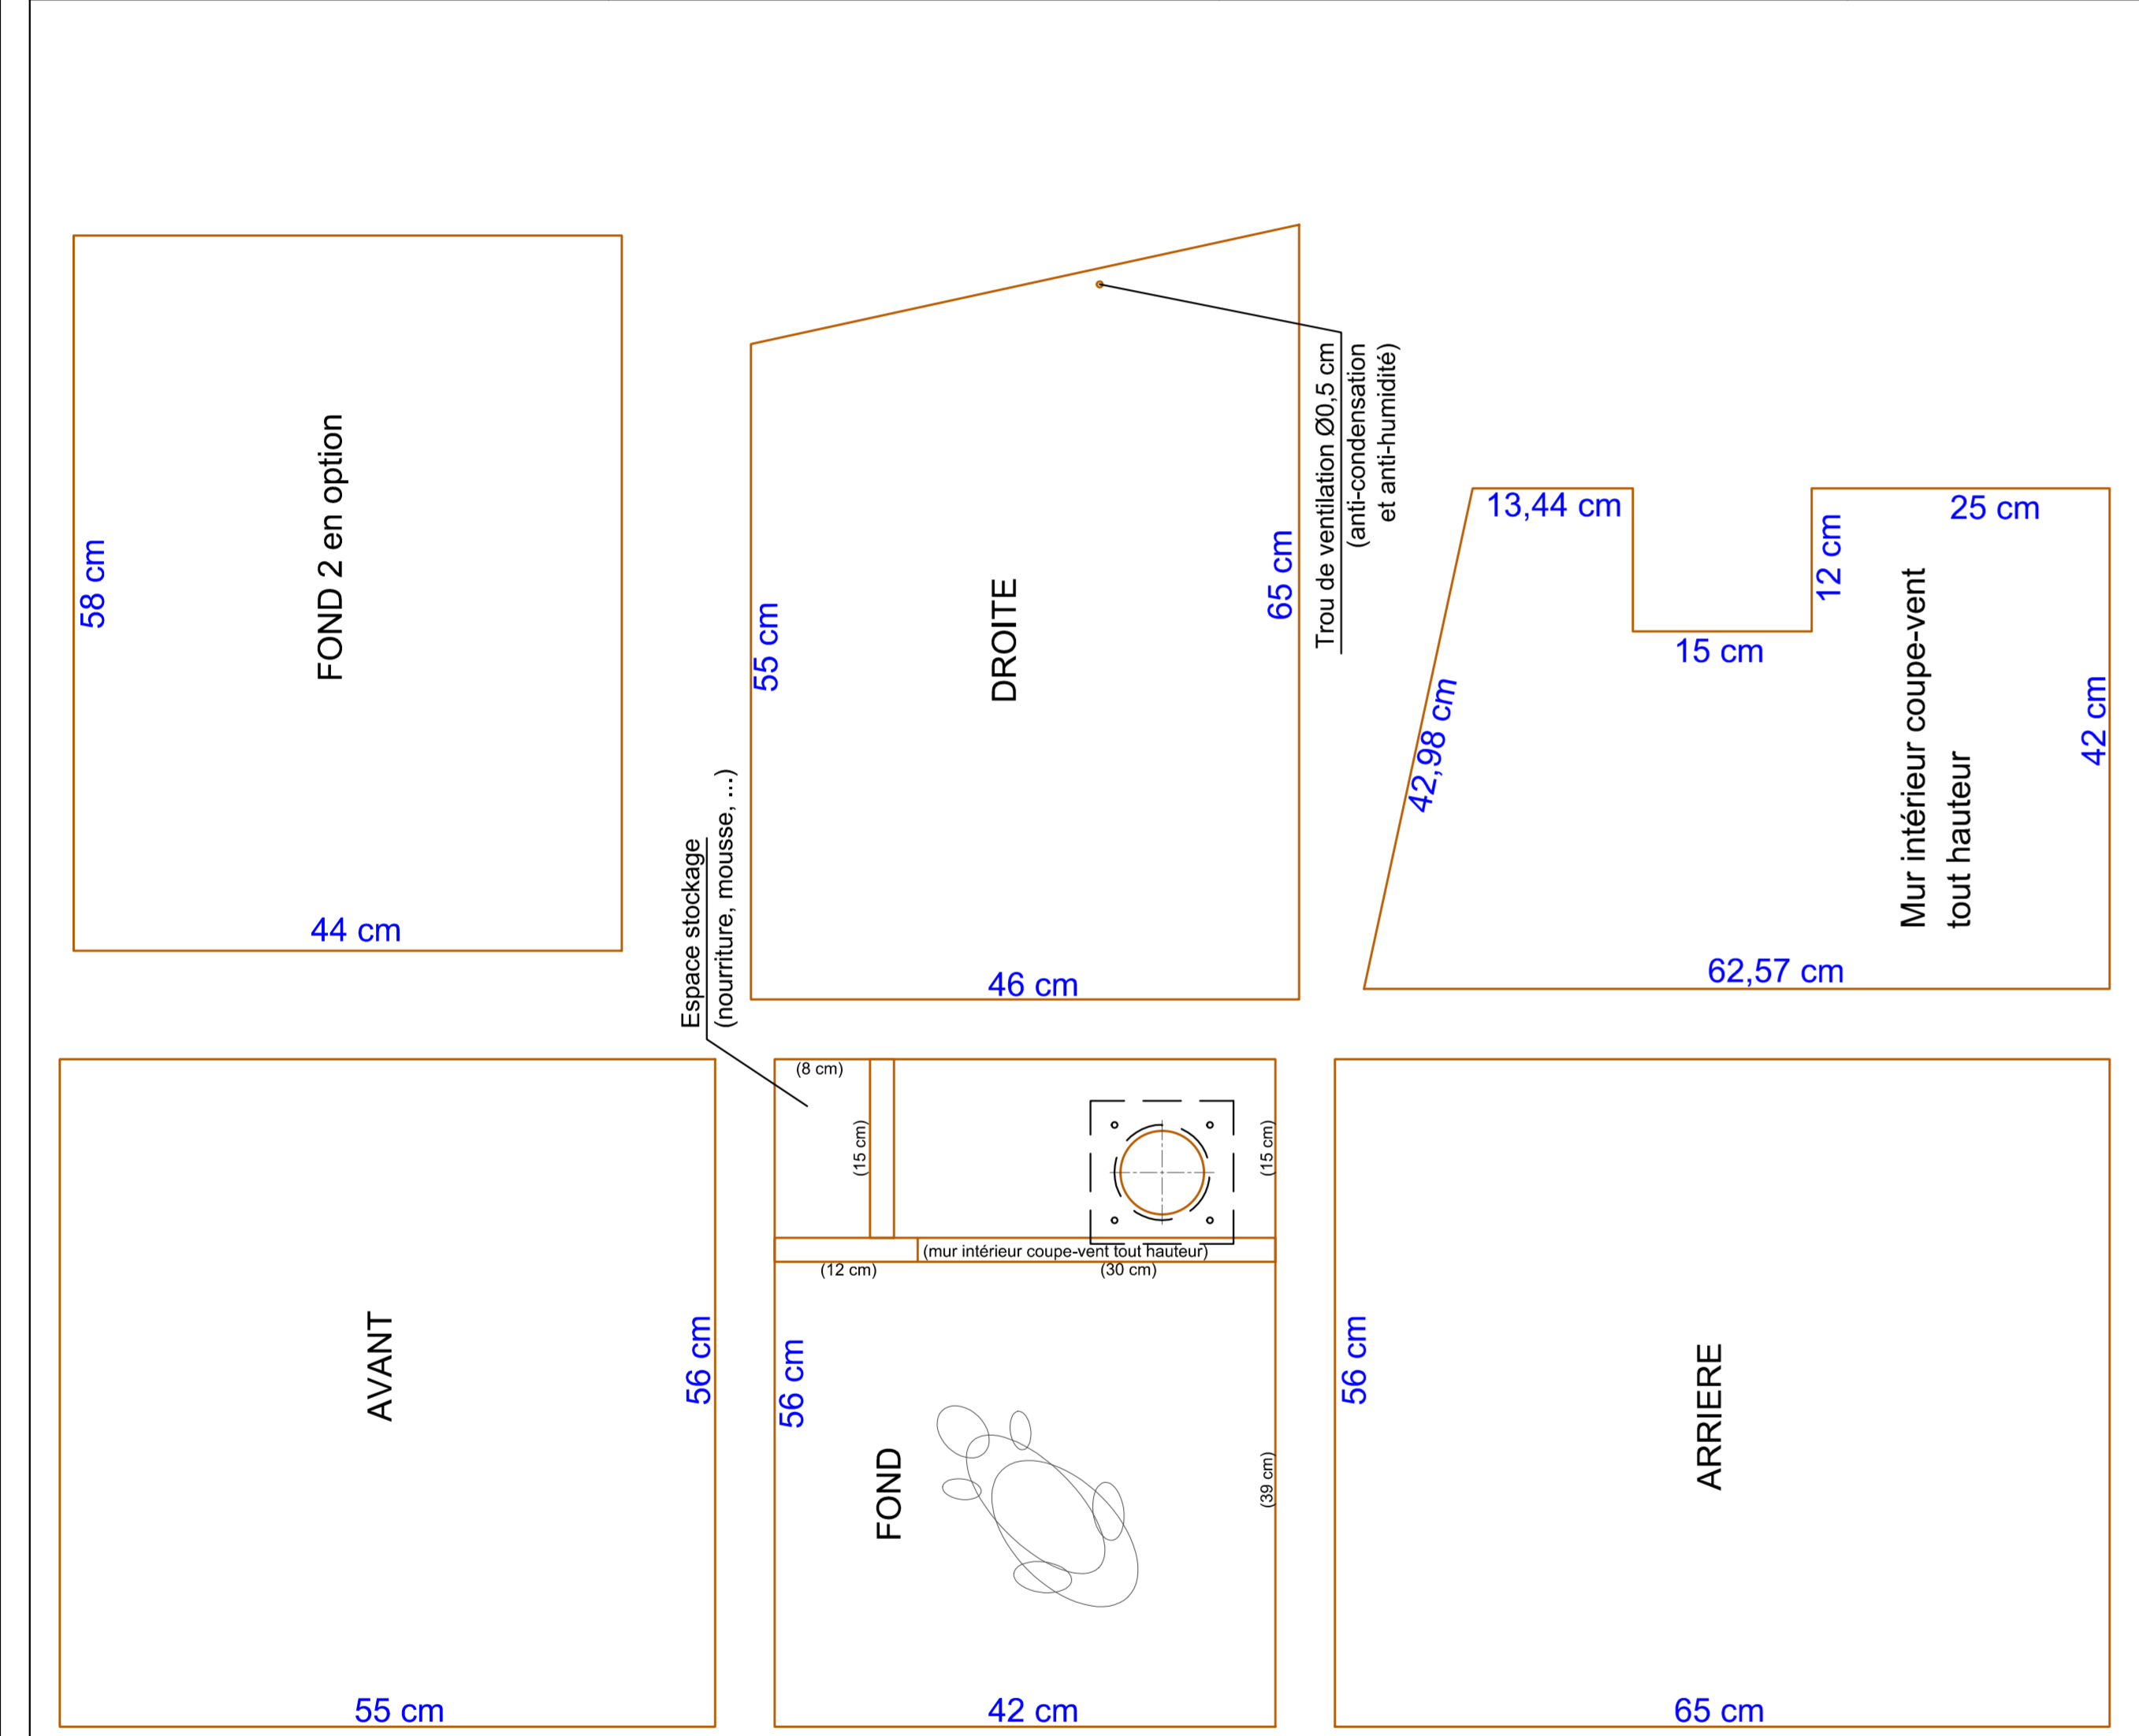 58 cm
FOND 2 en option
44 cm
55 cm
DROITE
65 cm
46 cm
Trou de ventilation Ø0,5 cm
(anti-condensation
et anti-humidité)
13,44 cm
25 cm
12 cm
15 cm
42,98 cm
Mur intérieur coupe-vent
tout hauteur
42 cm
62,57 cm
Espace stockage
(nourriture, mousse, ...)
AVANT
56 cm
55 cm
(8 cm)
(15 cm)
(15 cm)
(mur intérieur coupe-vent tout hauteur)
(12 cm)
(30 cm)
56 cm
FOND
(39 cm)
42 cm
56 cm
ARRIERE
65 cm